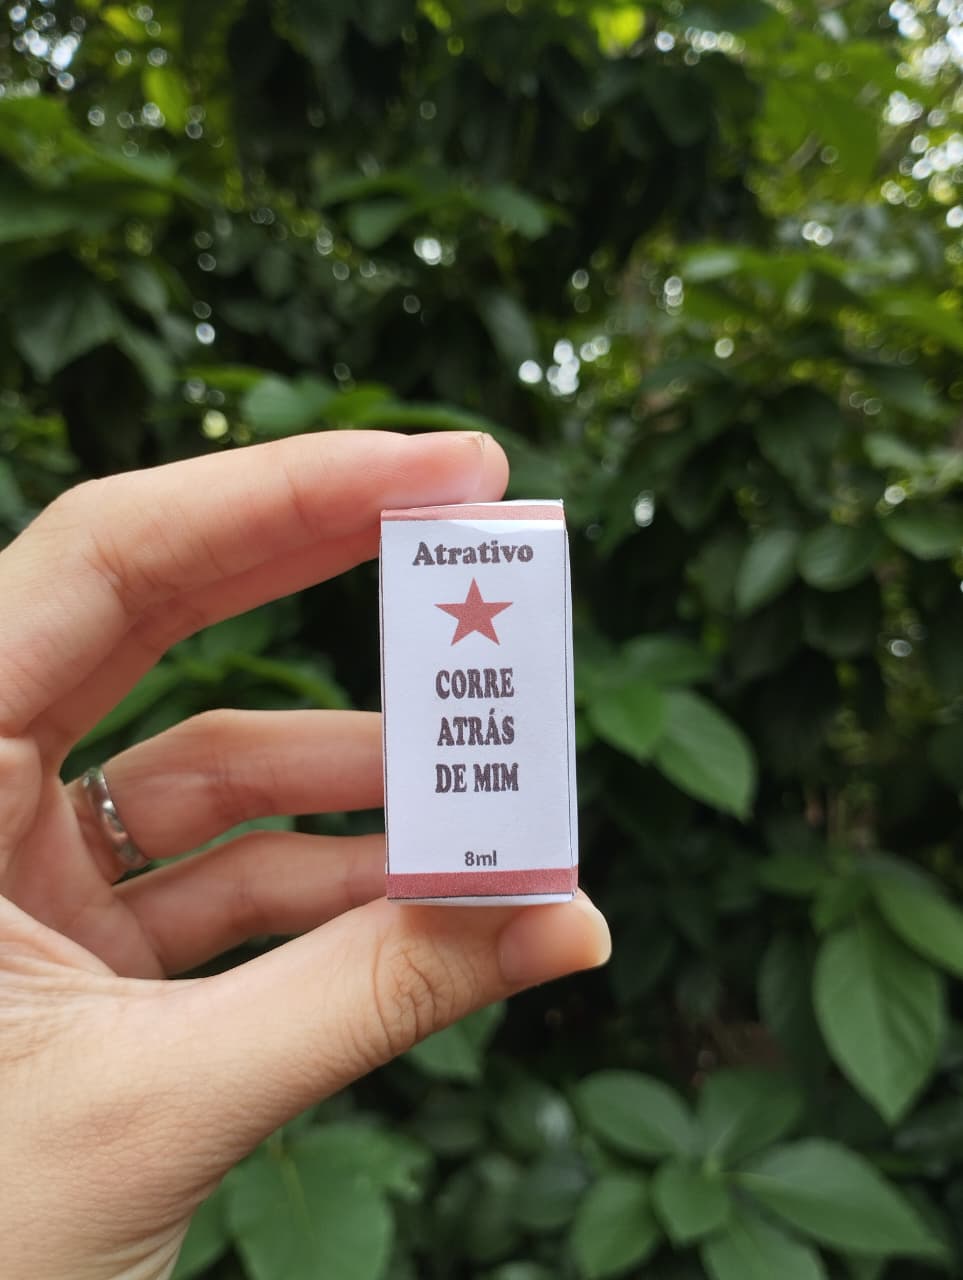 Atrativo
CORRE
ATRÁS
DE MIM
8ml